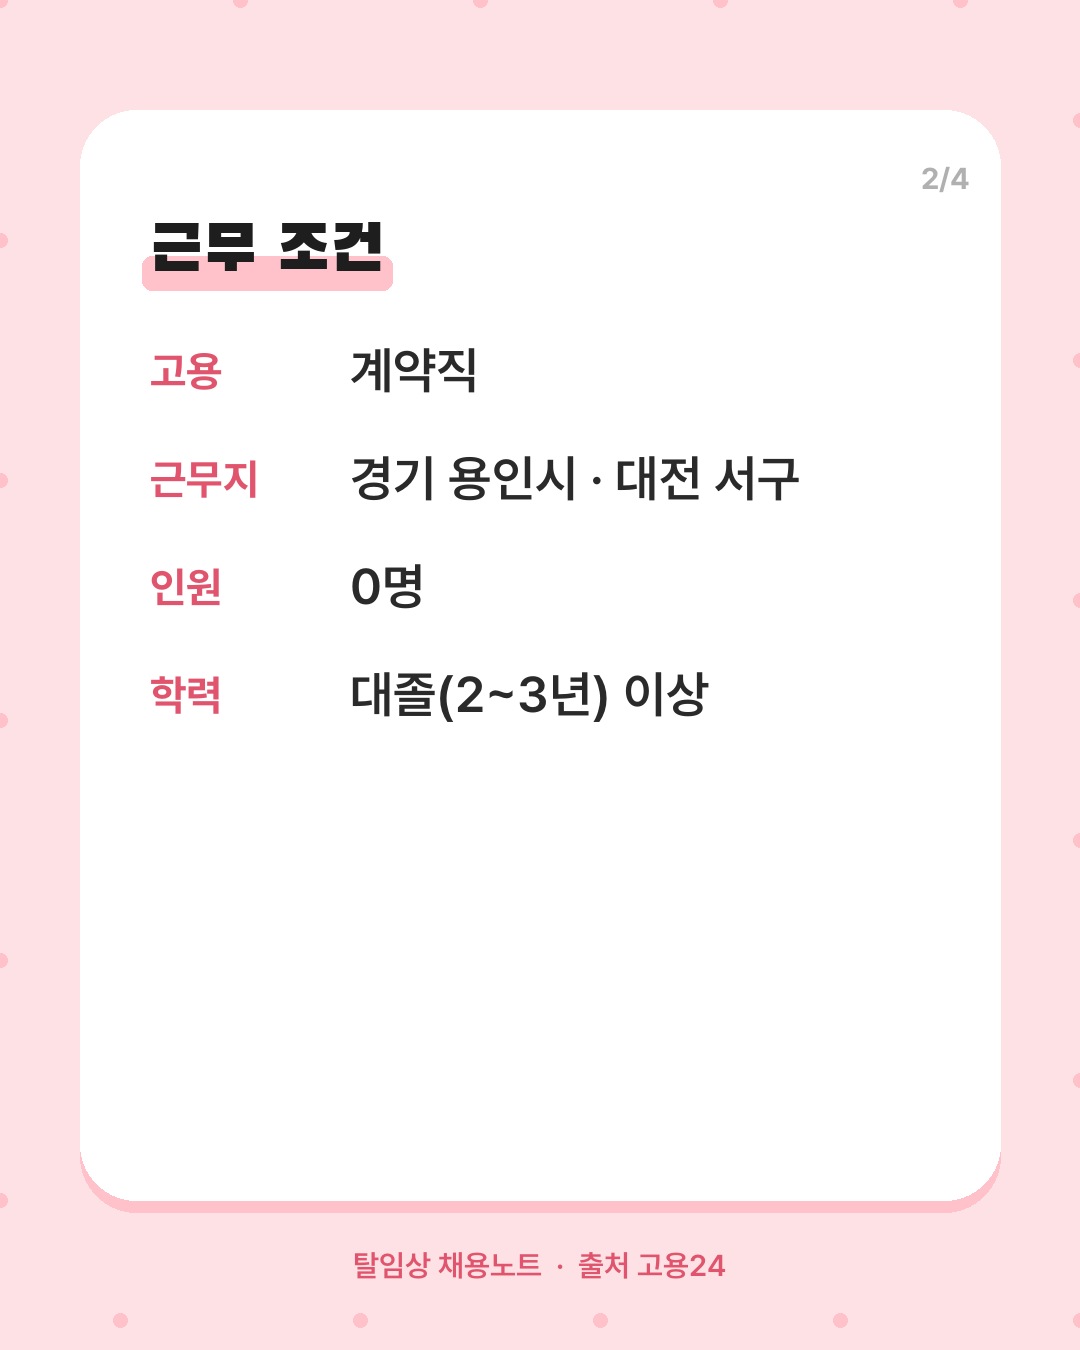 2/4
근무 조건
고용 계약직
근무지 경기 용인시 · 대전 서구
인원 0명
학력 대졸(2~3년) 이상
탈임상 채용노트 · 출처 고용24